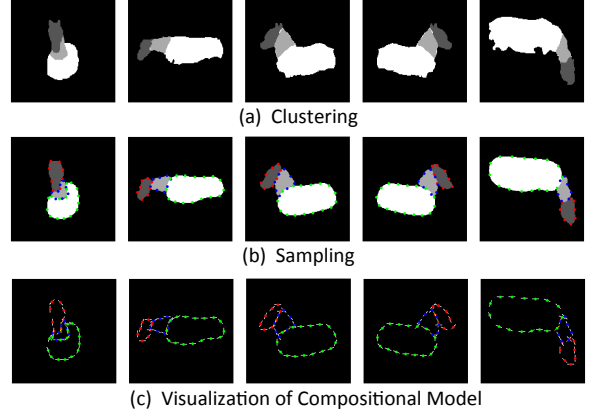 (a) Clustering
(b) Sampling
(c) Visualization of Compositional Model